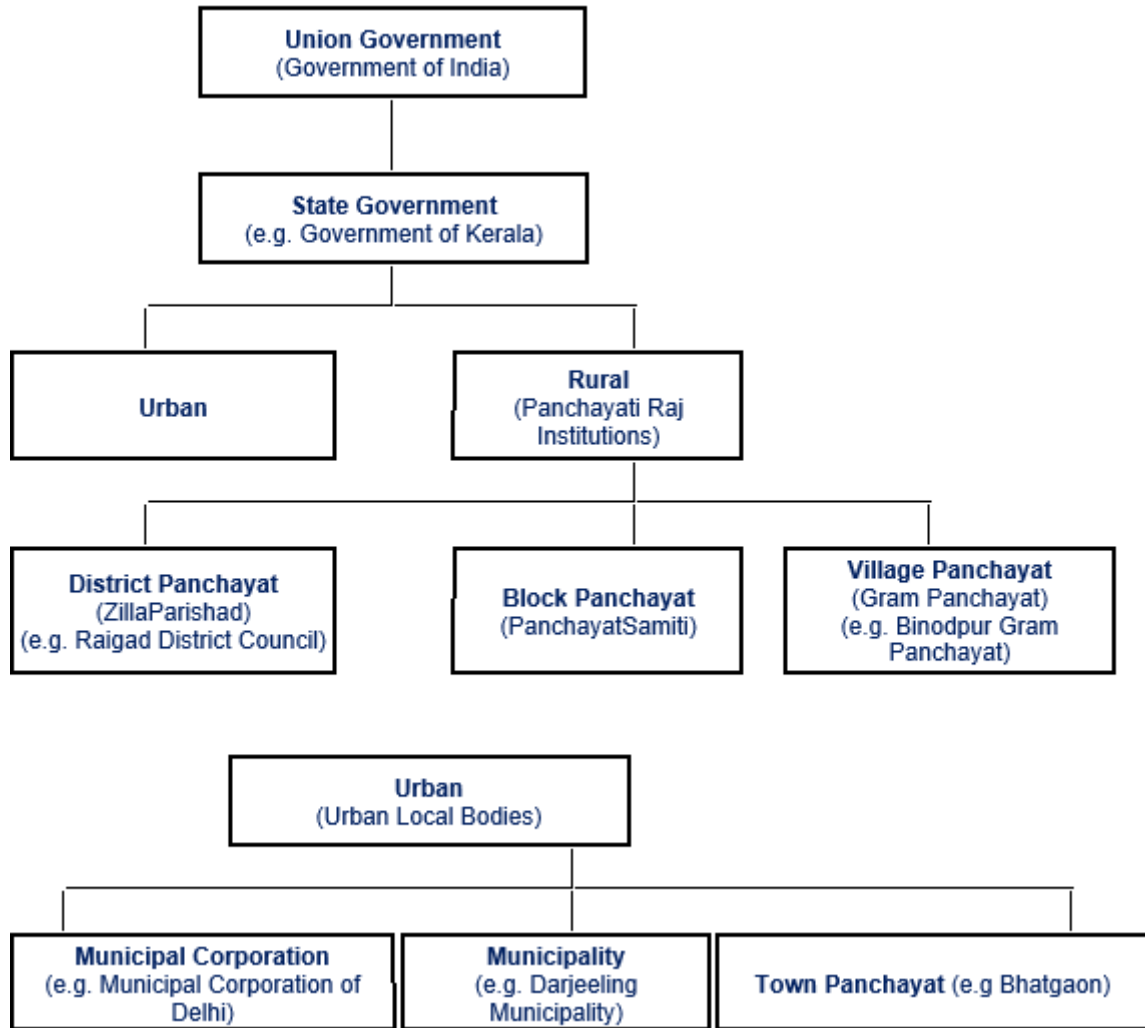 Union Government
(Government of India)
State Government
(e.g. Government of Kerala)
Urban
Rural
(Panchayati Raj
Institutions)
District Panchayat
(ZillaParishad)
(e.g. Raigad District Council)
Block Panchayat
(PanchayatSamiti)
Village Panchayat
(Gram Panchayat)
(e.g. Binodpur Gram
Panchayat)
Urban
(Urban Local Bodies)
Municipal Corporation
(e.g. Municipal Corporation of
Delhi)
Municipality
(e.g. Darjeeling
Municipality)
Town Panchayat (e.g Bhatgaon)